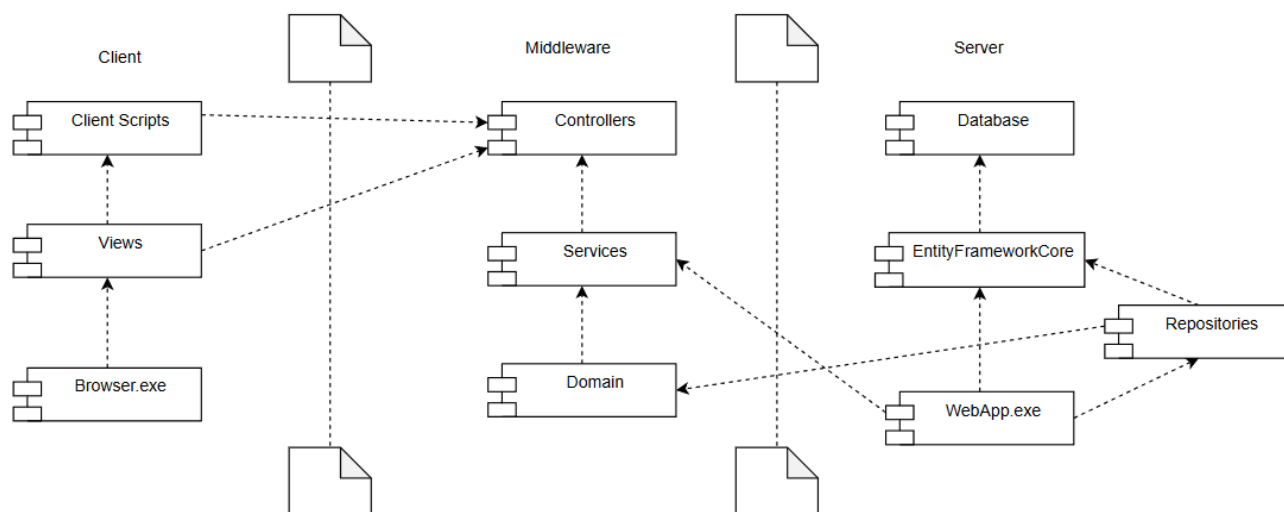 Client
Middleware
Server
Client Scripts
Controllers
Database
Views
Services
EntityFrameworkCore
Repositories
Browser.exe
Domain
WebApp.exe